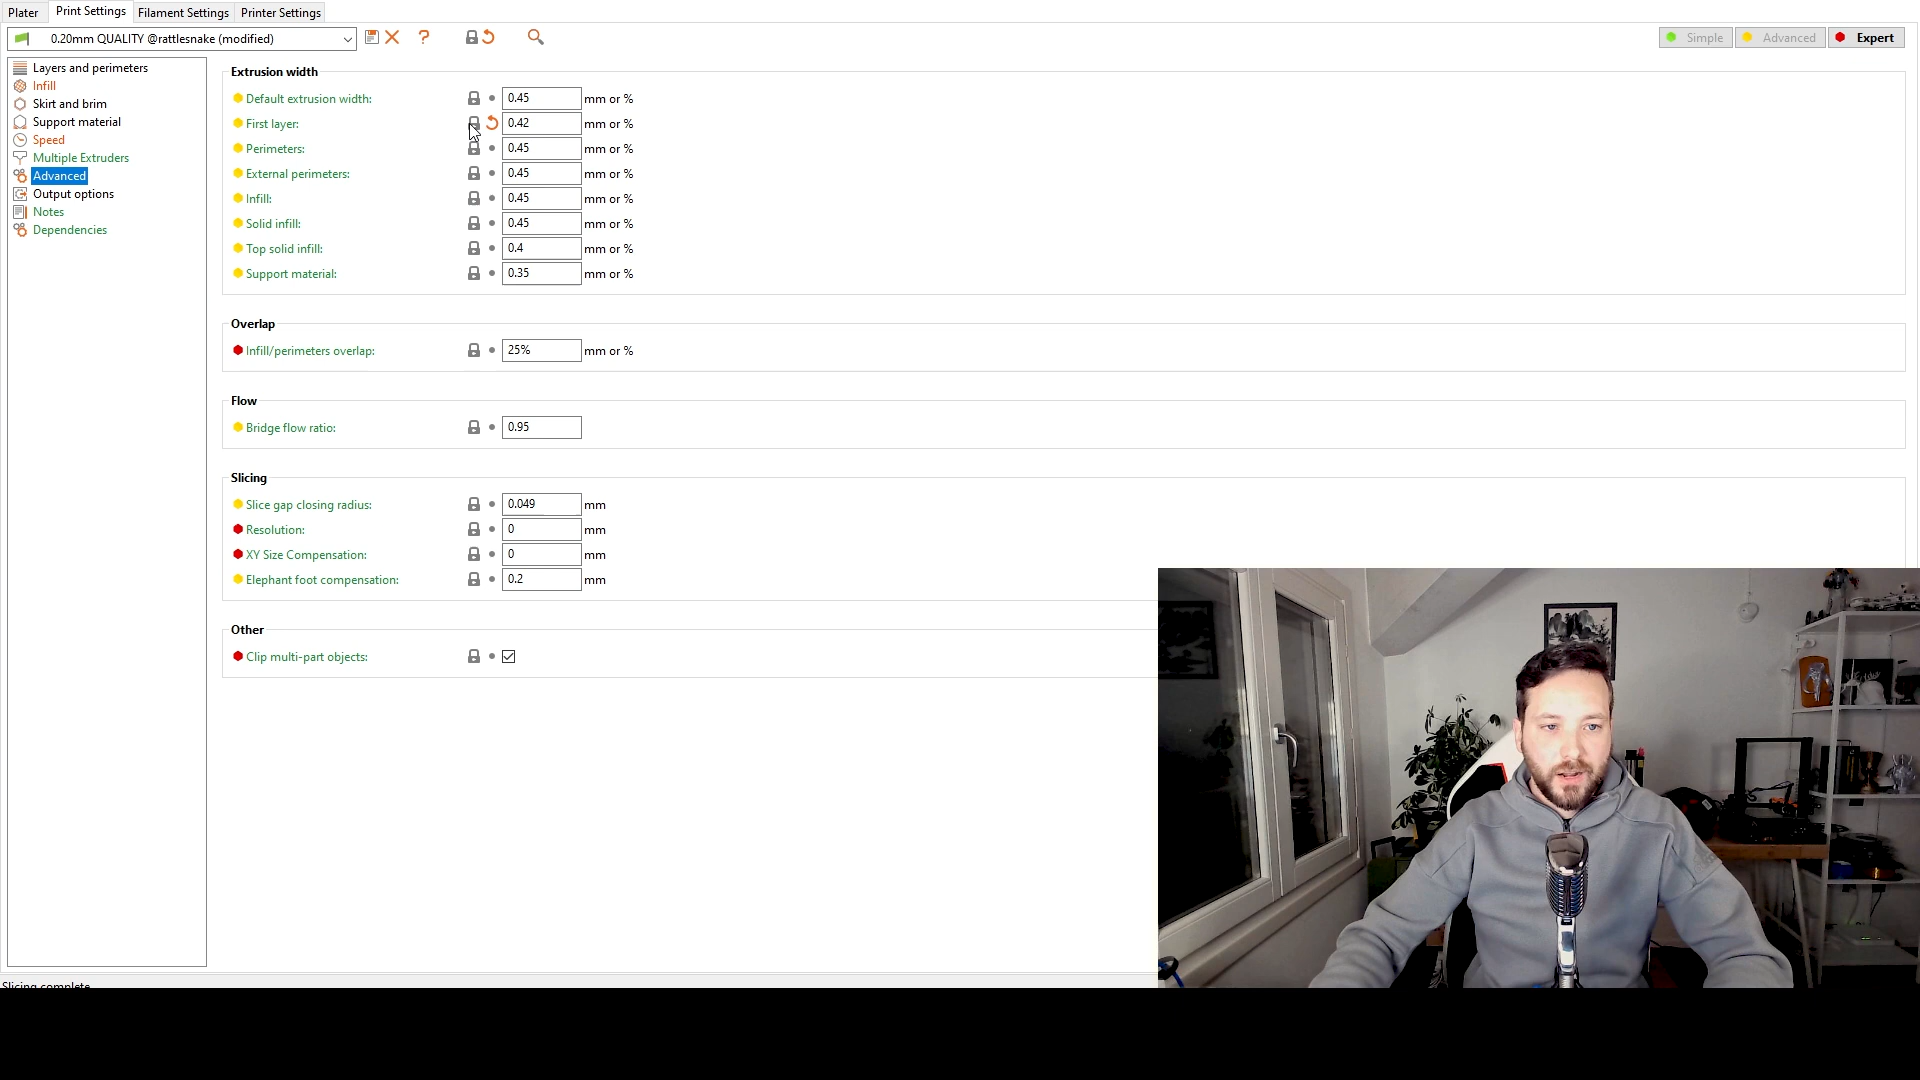 Plater
Print Settings
Filament Settings
Printer Settings
0.20mm QUALITY @rattlesnake (modified)
?
Simple
Advanced
Expert
Layers and perimeters
Infill
Skirt and brim
Support material
Speed
Multiple Extruders
Advanced
Output options
Notes
Dependencies
Extrusion width
Default extrusion width: 0.45 mm or %
First layer: 0.42 mm or %
Perimeters: 0.45 mm or %
External perimeters: 0.45 mm or %
Infill: 0.45 mm or %
Solid infill: 0.45 mm or %
Top solid infill: 0.4 mm or %
Support material: 0.35 mm or %
Overlap
Infill/perimeters overlap: 25% mm or %
Flow
Bridge flow ratio: 0.95
Slicing
Slice gap closing radius: 0.049 mm
Resolution: 0 mm
XY Size Compensation: 0 mm
Elephant foot compensation: 0.2 mm
Other
Clip multi-part objects:
Slicing complete